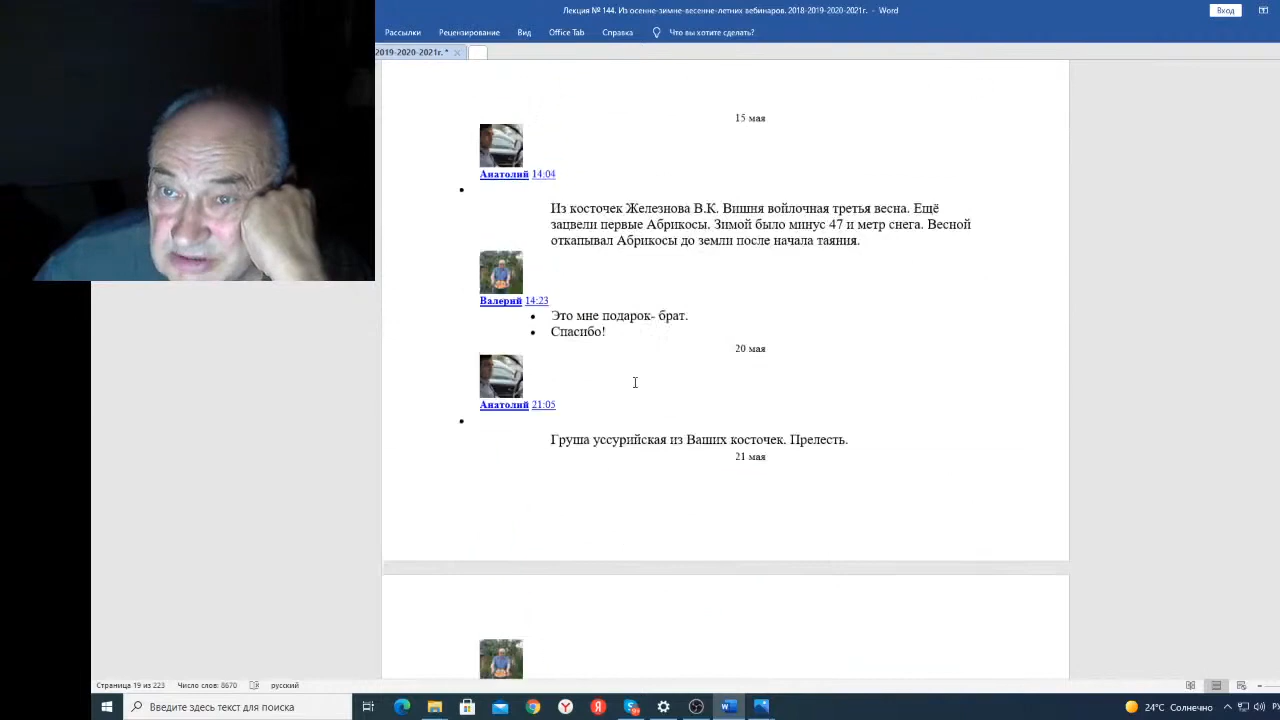 Лекция № 144. Из осенне-зимне-весенне-летних вебинаров. 2018-2019-2020-2021г. - Word
Вход
Рассылки Рецензирование Вид Office Tab Справка Что вы хотите сделать?
2019-2020-2021г. *
15 мая
Анатолий 14:04
Из косточек Железнова В.К. Вишня войлочная третья весна. Ещё
зацвели первые Абрикосы. Зимой было минус 47 и метр снега. Весной
откапывал Абрикосы до земли после начала таяния.
Валерий 14:23
Это мне подарок- брат.
Спасибо!
20 мая
Анатолий 21:05
Груша уссурийская из Ваших косточек. Прелесть.
21 мая
Страница 19 из 223 Число слов: 8670 русский
Введите здесь текст для поиска
24°C Солнечно